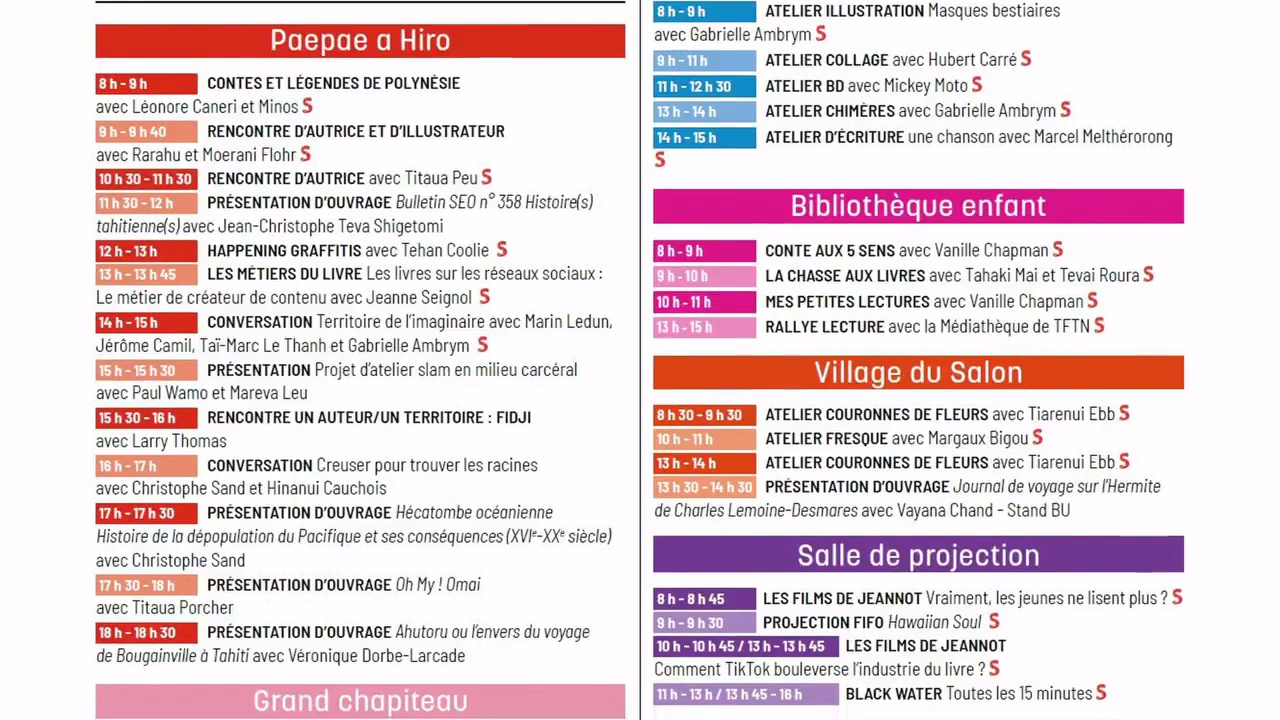 Paepae a Hiro
8 h - 9 h CONTES ET LÉGENDES DE POLYNÉSIE
avec Léonore Caneri et Minos S
9 h - 9 h 40 RENCONTRE D'AUTRICE ET D'ILLUSTRATEUR
avec Rarahu et Moerani Flohr S
10 h 30 - 11 h 30 RENCONTRE D'AUTRICE avec Titaua Peu S
11 h 30 - 12 h PRÉSENTATION D'OUVRAGE Bulletin SEO n° 358 Histoire(s)
tahitienne(s) avec Jean-Christophe Teva Shigetomi
12 h - 13 h HAPPENING GRAFFITIS avec Tehan Coolie S
13 h - 13 h 45 LES MÉTIERS DU LIVRE Les livres sur les réseaux sociaux :
Le métier de créateur de contenu avec Jeanne Seignol S
14 h - 15 h CONVERSATION Territoire de l'imaginaire avec Marin Ledun,
Jérôme Camil, Taï-Marc Le Thanh et Gabrielle Ambrym S
15 h - 15 h 30 PRÉSENTATION Projet d'atelier slam en milieu carcéral
avec Paul Wamo et Mareva Leu
15 h 30 - 16 h RENCONTRE UN AUTEUR/UN TERRITOIRE : FIDJI
avec Larry Thomas
16 h - 17 h CONVERSATION Creuser pour trouver les racines
avec Christophe Sand et Hinanui Cauchois
17 h - 17 h 30 PRÉSENTATION D'OUVRAGE Hécatombe océanienne
Histoire de la dépopulation du Pacifique et ses conséquences (XVIe-XXe siècle)
avec Christophe Sand
17 h 30 - 18 h PRÉSENTATION D'OUVRAGE Oh My ! Omai
avec Titaua Porcher
18 h - 18 h 30 PRÉSENTATION D'OUVRAGE Ahutoru ou l'envers du voyage
de Bougainville à Tahiti avec Véronique Dorbe-Larcade
Grand chapiteau
8 h - 9 h ATELIER ILLUSTRATION Masques bestiaires
avec Gabrielle Ambrym S
9 h - 11 h ATELIER COLLAGE avec Hubert Carré S
11 h - 12 h 30 ATELIER BD avec Mickey Moto S
13 h - 14 h ATELIER CHIMÈRES avec Gabrielle Ambrym S
14 h - 15 h ATELIER D'ÉCRITURE une chanson avec Marcel Melthérorong
S
Bibliothèque enfant
8 h - 9 h CONTE AUX 5 SENS avec Vanille Chapman S
9 h - 10 h LA CHASSE AUX LIVRES avec Tahaki Mai et Tevai Roura S
10 h - 11 h MES PETITES LECTURES avec Vanille Chapman S
13 h - 15 h RALLYE LECTURE avec la Médiathèque de TFTN S
Village du Salon
8 h 30 - 9 h 30 ATELIER COURONNES DE FLEURS avec Tiarenui Ebb S
10 h - 11 h ATELIER FRESQUE avec Margaux Bigou S
13 h - 14 h ATELIER COURONNES DE FLEURS avec Tiarenui Ebb S
13 h 30 - 14 h 30 PRÉSENTATION D'OUVRAGE Journal de voyage sur l'Hermite
de Charles Lemoine-Desmares avec Vayana Chand - Stand BU
Salle de projection
8 h - 8 h 45 LES FILMS DE JEANNOT Vraiment, les jeunes ne lisent plus ? S
9 h - 9 h 30 PROJECTION FIFO Hawaiian Soul S
10 h - 10 h 45 / 13 h - 13 h 45 LES FILMS DE JEANNOT
Comment TikTok bouleverse l'industrie du livre ? S
11 h - 13 h / 13 h 45 - 16 h BLACK WATER Toutes les 15 minutes S